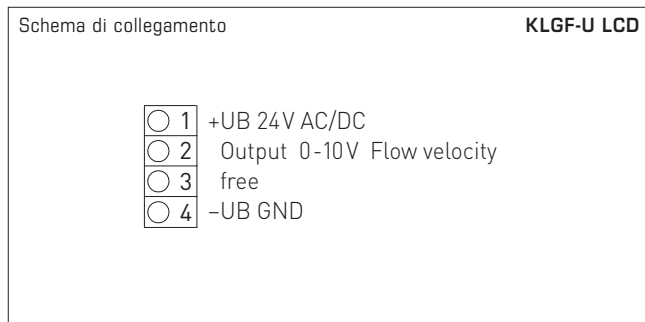 Schema di collegamento KLGF-U LCD
1 +UB 24V AC/DC
2 Output 0-10V Flow velocity
3 free
4 –UB GND